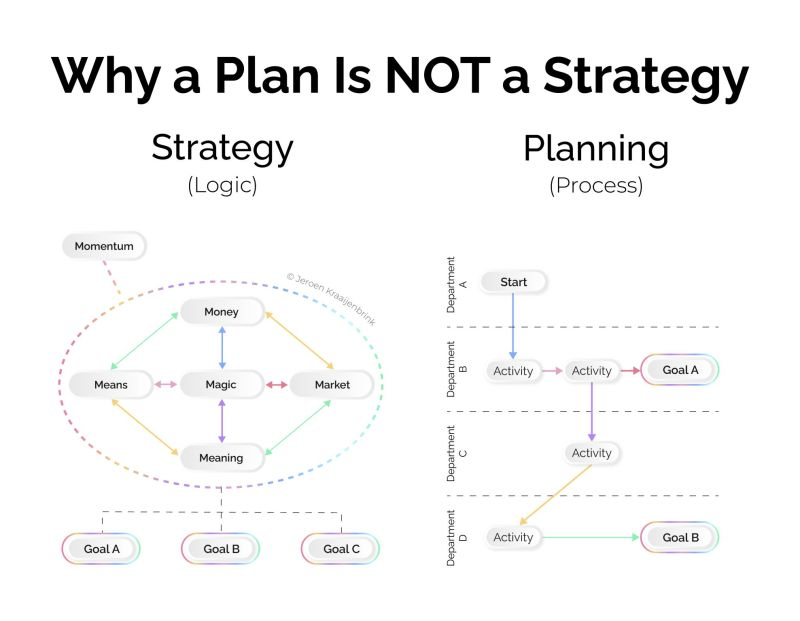 Why a Plan Is NOT a Strategy
Strategy
(Logic)
Momentum
© Jeroen Kraaijenbrink
Money
Means
Magic
Market
Meaning
Goal A
Goal B
Goal C
Planning
(Process)
Department
A
Start
Department
B
Activity
Activity
Goal A
Department
C
Activity
Department
D
Activity
Goal B